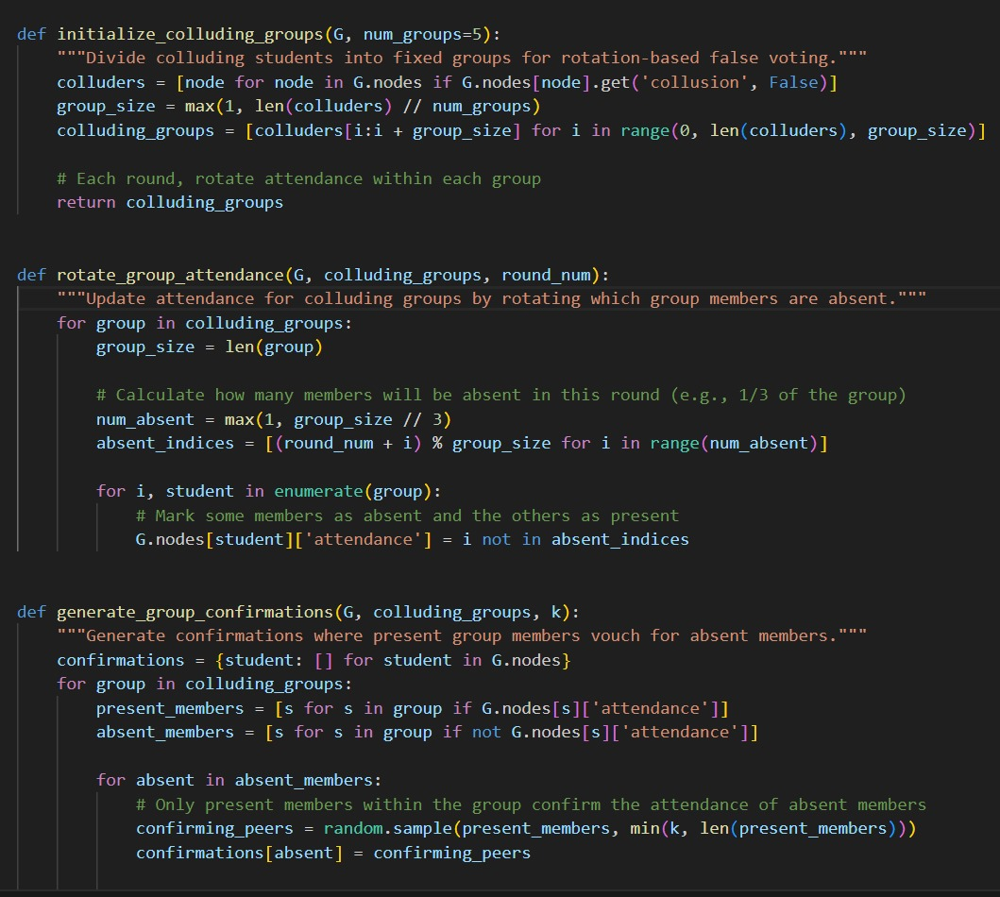 def initialize_colluding_groups(G, num_groups=5):
    """Divide colluding students into fixed groups for rotation-based false voting."""
    colluders = [node for node in G.nodes if G.nodes[node].get('collusion', False)]
    group_size = max(1, len(colluders) // num_groups)
    colluding_groups = [colluders[i:i + group_size] for i in range(0, len(colluders), group_size)]

    # Each round, rotate attendance within each group
    return colluding_groups


def rotate_group_attendance(G, colluding_groups, round_num):
    """Update attendance for colluding groups by rotating which group members are absent."""
    for group in colluding_groups:
        group_size = len(group)

        # Calculate how many members will be absent in this round (e.g., 1/3 of the group)
        num_absent = max(1, group_size // 3)
        absent_indices = [(round_num + i) % group_size for i in range(num_absent)]

        for i, student in enumerate(group):
            # Mark some members as absent and the others as present
            G.nodes[student]['attendance'] = i not in absent_indices


def generate_group_confirmations(G, colluding_groups, k):
    """Generate confirmations where present group members vouch for absent members."""
    confirmations = {student: [] for student in G.nodes}
    for group in colluding_groups:
        present_members = [s for s in group if G.nodes[s]['attendance']]
        absent_members = [s for s in group if not G.nodes[s]['attendance']]

        for absent in absent_members:
            # Only present members within the group confirm the attendance of absent members
            confirming_peers = random.sample(present_members, min(k, len(present_members)))
            confirmations[absent] = confirming_peers